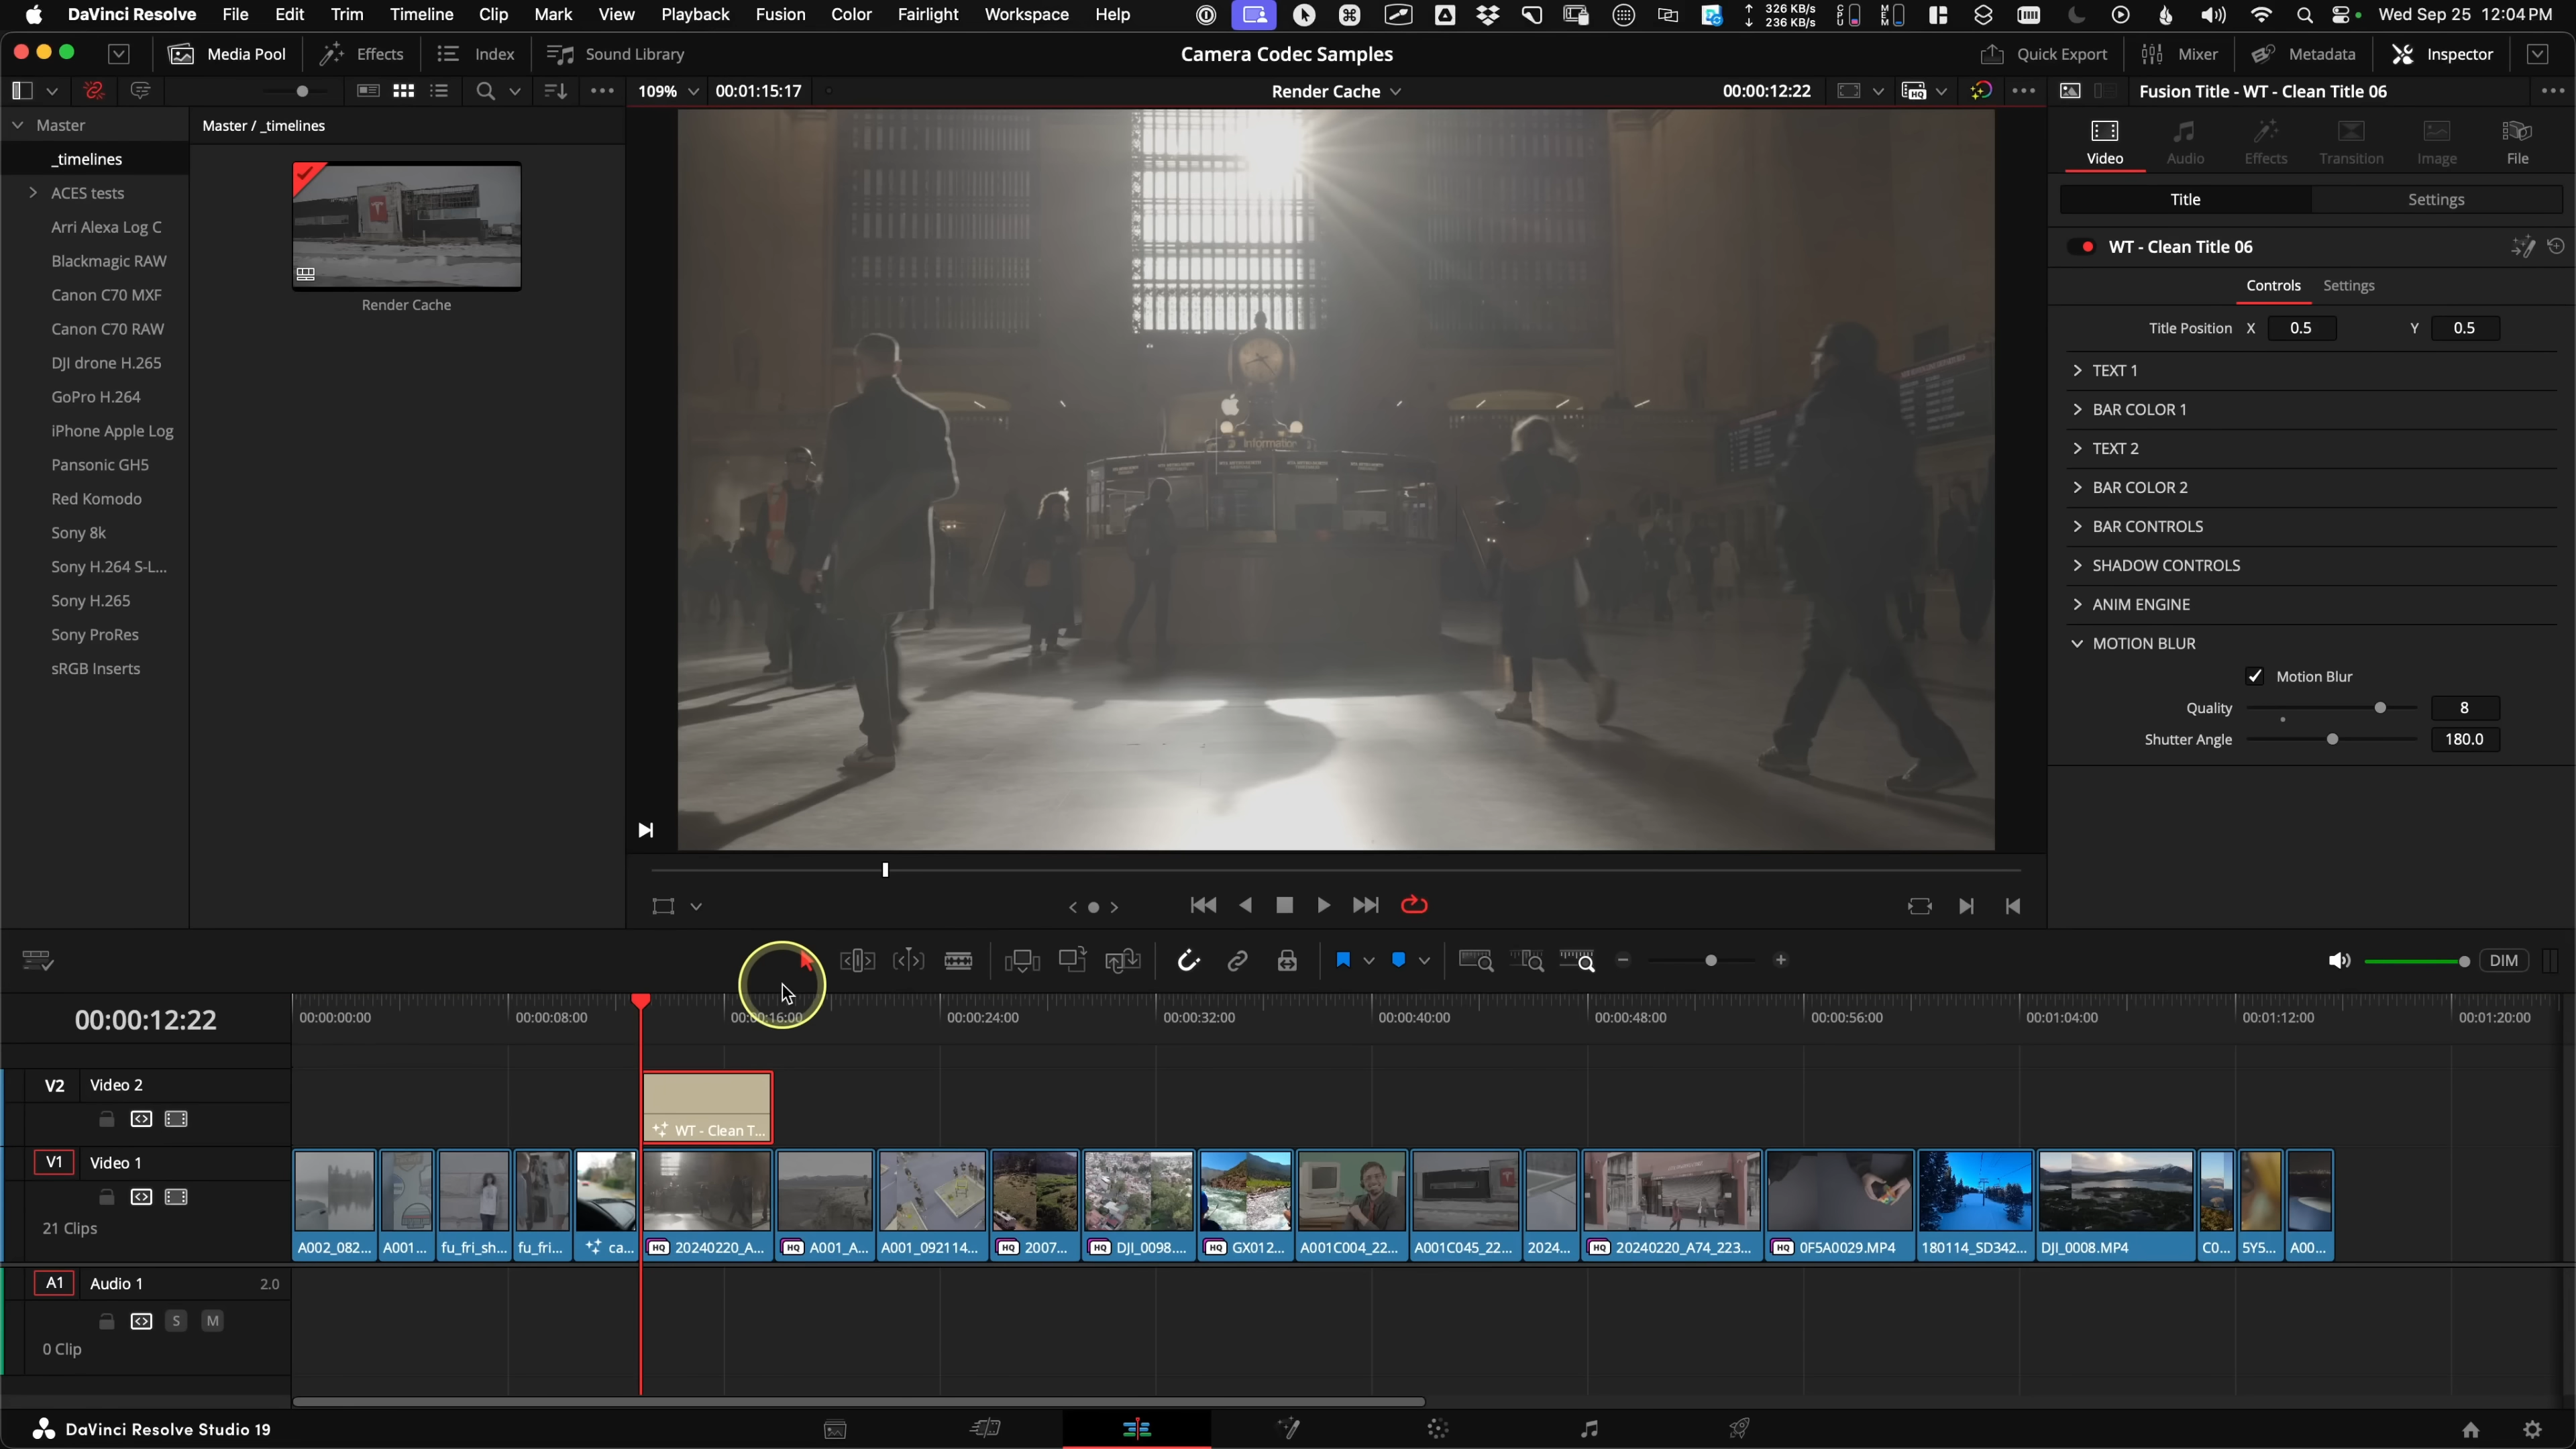 DaVinci Resolve File Edit Trim Timeline Clip Mark View Playback Fusion Color Fairlight Workspace Help 326 KB/s 236 KB/s CPU MEM Wed Sep 25 12:04 PM
Media Pool Effects Index Sound Library Camera Codec Samples Quick Export Mixer Metadata Inspector
109% 00:01:15:17 Render Cache 00:00:12:22 HQ Fusion Title - WT - Clean Title 06
Master
_timelines
ACES tests
Arri Alexa Log C
Blackmagic RAW
Canon C70 MXF
Canon C70 RAW
DJI drone H.265
GoPro H.264
iPhone Apple Log
Pansonic GH5
Red Komodo
Sony 8k
Sony H.264 S-L...
Sony H.265
Sony ProRes
sRGB Inserts
Master / _timelines
Render Cache
Information
Video Audio Effects Transition Image File
Title Settings
WT - Clean Title 06
Controls Settings
Title Position X 0.5 Y 0.5
TEXT 1
BAR COLOR 1
TEXT 2
BAR COLOR 2
BAR CONTROLS
SHADOW CONTROLS
ANIM ENGINE
MOTION BLUR
Motion Blur
Quality 8
Shutter Angle 180.0
DIM
00:00:12:22
00:00:00:00 00:00:08:00 00:00:16:00 00:00:24:00 00:00:32:00 00:00:40:00 00:00:48:00 00:00:56:00 00:01:04:00 00:01:12:00 00:01:20:00
V2 Video 2
WT - Clean T...
V1 Video 1
21 Clips
A002_082... A001... fu_fri_sh... fu_fri... ca... HQ 20240220_A... HQ A001_A... A001_092114... HQ 2007... HQ DJI_0098.... HQ GX012... A001C004_22... A001C045_22... 2024... HQ 20240220_A74_223... HQ 0F5A0029.MP4 180114_SD342... DJI_0008.MP4 C0... 5Y5... A00...
A1 Audio 1 2.0
S M
0 Clip
DaVinci Resolve Studio 19